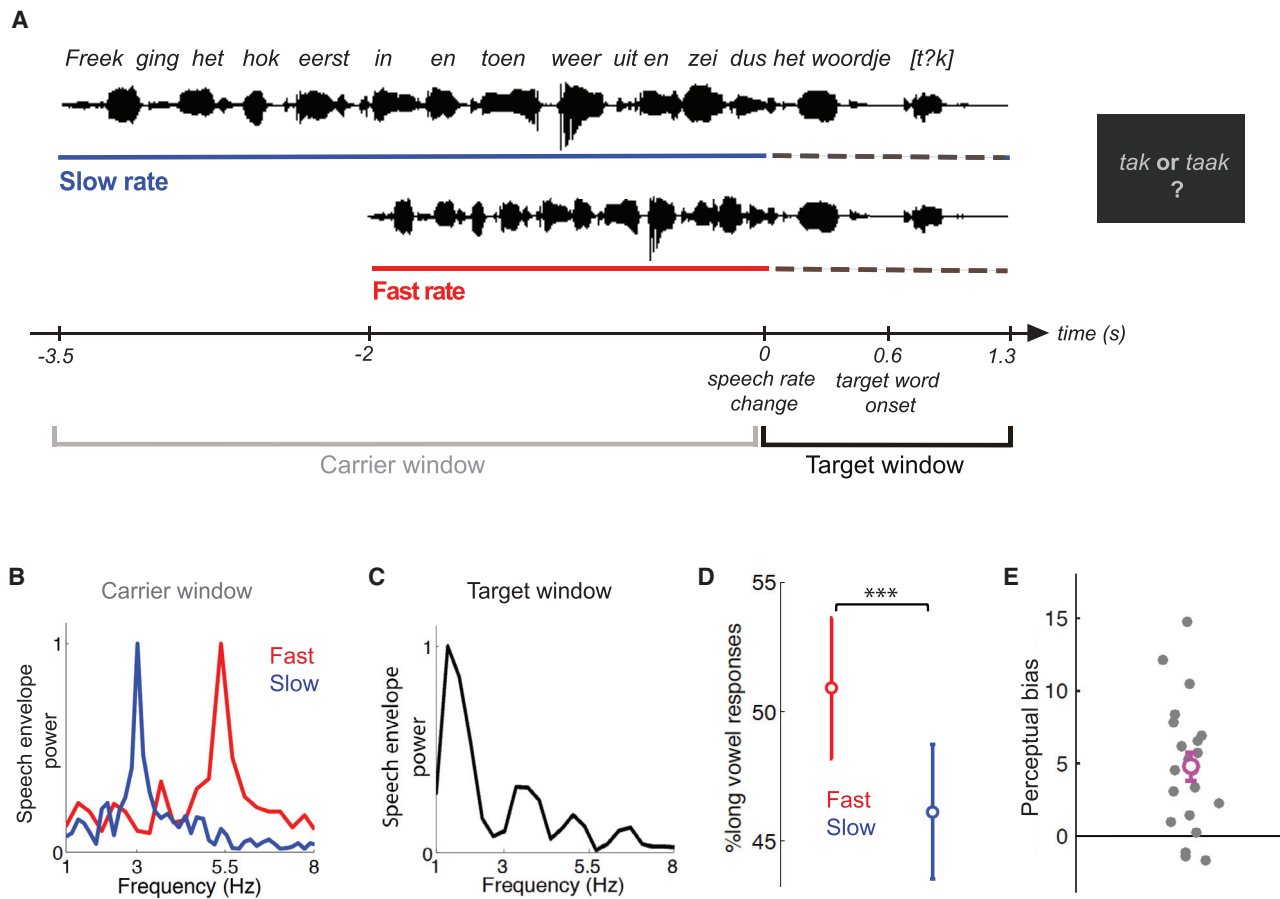 A
Freek ging het hok eerst in en toen weer uit en zei dus het woordje [t?k]
Slow rate
tak or taak
?
Fast rate
time (s)
-3.5 -2 0 0.6 1.3
speech rate change
target word onset
Carrier window
Target window
B
Carrier window
Speech envelope power
1
0
Fast
Slow
1 3 5.5 8
Frequency (Hz)
C
Target window
Speech envelope power
1
0
1 3 5.5 8
Frequency (Hz)
D
%long vowel responses
55
50
45
***
Fast
Slow
E
Perceptual bias
15
10
5
0